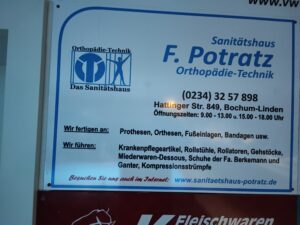 www
Sanitätshaus
F. Potratz
Orthopädie-Technik
Orthopädie-Technik
Das Sanitätshaus
(0234) 32 57 898
Hattinger Str. 849, Bochum-Linden
Öffnungszeiten: 9.00 - 13.00 u. 15.00 - 18.00 Uhr
Wir fertigen an: Prothesen, Orthesen, Fußeinlagen, Bandagen usw.
Wir führen: Krankenpflegeartikel, Rollstühle, Rollatoren, Gehstöcke,
Miederwaren-Dessous, Schuhe der Fa. Berkemann und
Ganter, Kompressionsstrümpfe
Besuchen Sie uns auch im Internet: www.sanitaetshaus-potratz.de
Fleischwaren